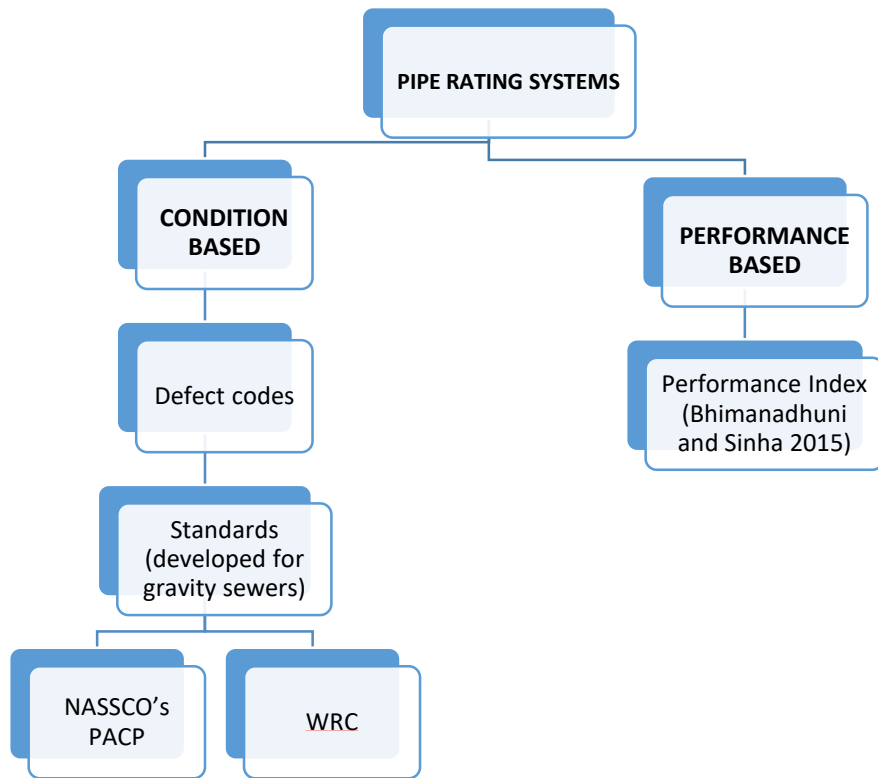 PIPE RATING SYSTEMS
CONDITION
BASED
PERFORMANCE
BASED
Defect codes
Performance Index
(Bhimanadhuni
and Sinha 2015)
Standards
(developed for
gravity sewers)
NASSCO’s
PACP
WRC